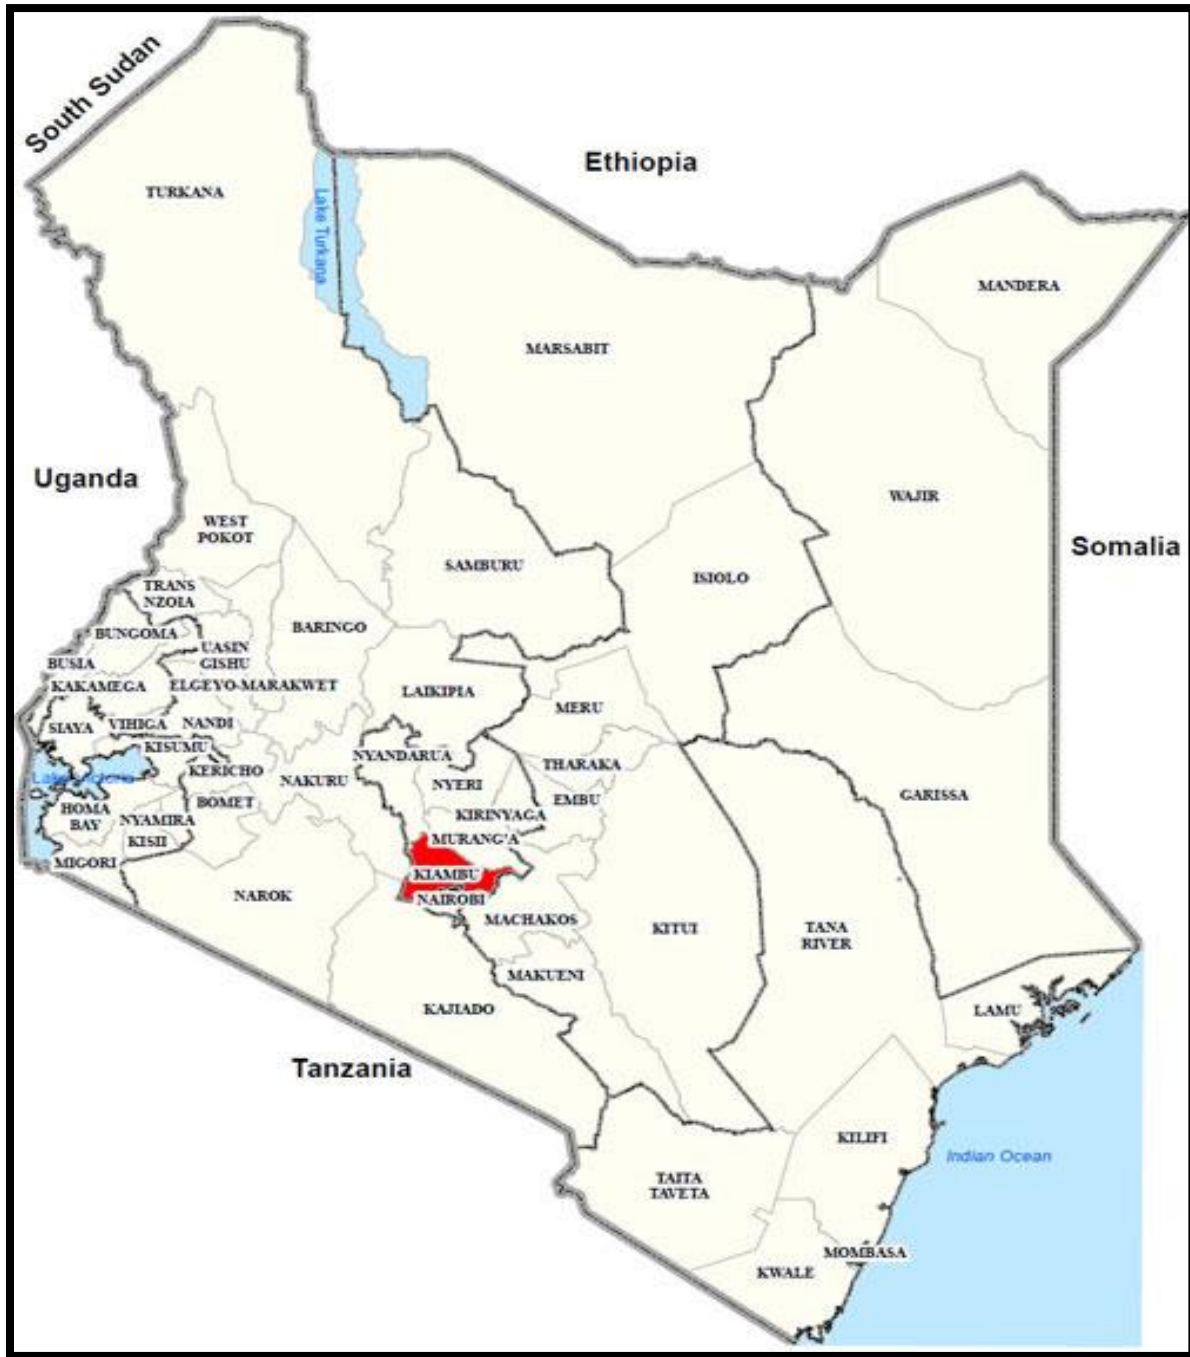 South Sudan
Ethiopia
TURKANA
Lake Turkana
MANDERA
MARSABIT
Uganda
WAJIR
WEST
POKOT
Somalia
SAMBURU
ISIOLO
TRANS
NZOIA
BARINGO
BUNGOMA
UASIN
GISHU
BUSIA
KAKAMEGA
ELGEYO-MARAKWET
LAIKIPIA
MERU
SIAYA
VIHIGA
NANDI
KISUMU
NYANDARUA
THARAKA
KERICHO
NAKURU
NYERI
Lake Victoria
GARISSA
EMBU
BOMET
HOMA
BAY
NYAMIRA
KIRINYAGA
KISII
MURANG'A
MIGORI
KIAMBU
NAROK
NAIROBI
MACHAKOS
KITUI
TANA
RIVER
MAKUENI
KAJIADO
LAMU
Tanzania
KILIFI
Indian Ocean
TAITA
TAVETA
MOMBASA
KWALE